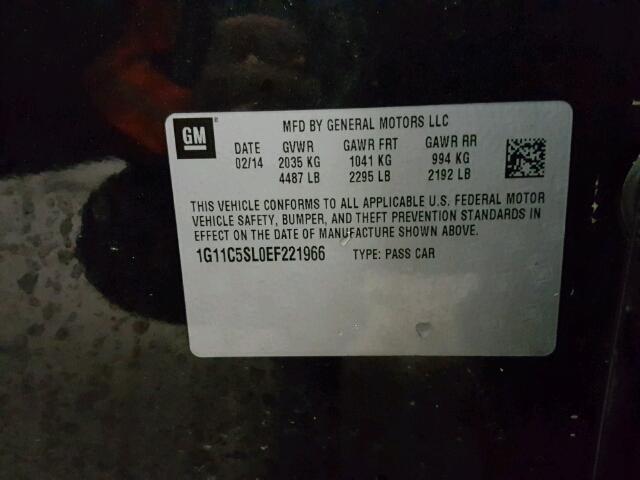 GM
MFD BY GENERAL MOTORS LLC
DATE GVWR GAWR FRT GAWR RR
02/14 2035 KG 1041 KG 994 KG
4487 LB 2295 LB 2192 LB
THIS VEHICLE CONFORMS TO ALL APPLICABLE U.S. FEDERAL MOTOR
VEHICLE SAFETY, BUMPER, AND THEFT PREVENTION STANDARDS IN
EFFECT ON THE DATE OF MANUFACTURE SHOWN ABOVE.
1G11C5SL0EF221966 TYPE: PASS CAR